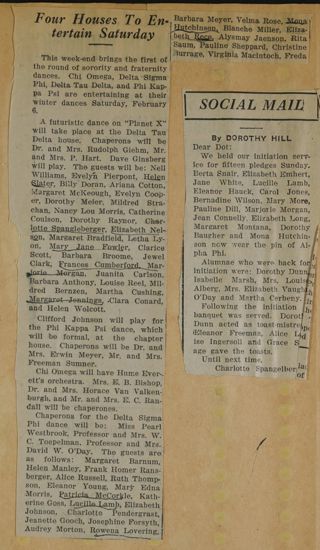 Four Houses To En-
tertain Saturday
This week-end brings the first of
the round of sorority and fraternity
dances. Chi Omega, Delta Sigma
Phi, Delta Tau Delta, and Phi Kap-
pa Psi are entertaining at their
winter dances Saturday, February
6.
A futuristic dance on "Planet X"
will take place at the Delta Tau
Delta house. Chaperons will be
Dr. and Mrs. Rudolph Giehm, Mr.
and Mrs. P. Hart. Dave Ginsberg
will play. The guests will be: Nell
Williams, Evelyn Pierpont, Helen
Slater, Billy Doran, Ariana Cotton,
Margaret McKeough, Evelyn Coop-
er, Dorothy Meier, Mildred Stra-
chan, Nancy Lou Morris, Catherine
Coulson, Dorothy Raynor, Char-
lotte Spangleberger, Elizabeth Nel-
son, Margaret Bradfield, Letha Ly-
on, Mary Jane Fowler, Clarice
Scott, Barbara Broome, Jewel
Clark, Frances Cumberford, Mar-
jorie Morgan, Juanita Carlson,
Barbara Anthony, Louise Reel, Mil-
dred Berneo, Martha Cushing,
Margaret Jennings, Clara Conard,
and Helen Wolcott.
Clifford Johnson will play for
the Phi Kappa Psi dance, which
will be formal, at the chapter
house. Chaperons will be Dr. and
Mrs. Erwin Meyer, Mr. and Mrs.
Freeman Sumner.
Chi Omega will have Hume Ever-
ett's orchestra. Mrs. E. B. Bishop,
Dr. and Mrs. Horace Van Valken-
burgh, and Mr. and Mrs. E. C. Ran-
dall will be chaperones.
Chaperons for the Delta Sigma
Phi dance will be: Miss Pearl
Westbrook, Professor and Mrs. W.
C. Toepelman, Professor and Mrs.
David W. O'Day. The guests are
as follows: Margaret Barnum,
Helen Manley, Frank Homer Rans-
berger, Alice Russell, Ruth Thomp-
son, Eleanor Young, Mary Edna
Morris, Patricia McCorkle, Kath-
erine Goss, Lucille Lamb, Elizabeth
Johnson, Charlotte Pendergrast,
Jeanette Gooch, Josephine Forsyth,
Audrey Morton, Rowena Lovering,
Barbara Meyer, Velma Rose, Mona
Hutchinson, Blanche Miller, Eliza-
beth Roce, Alysmay Jaenson, Rita
Saum, Pauline Sheppard, Christine
Burrage, Virginia Macintoch, Freda
SOCIAL MAIL
By DOROTHY HILL
Dear Dot:
We held our initiation serv-
ice for fifteen pledges Sunday.
Berta Snair, Elizabeth Emhert,
Jane White, Lucille Lamb,
Eleanor Hauck, Carol Jones,
Bernadine Wilson, Mary More,
Pauline Dill, Marjorie Morgan,
Jean Connelly, Elizabeth Long,
Margaret Montana, Dorothy
Baugher and Mona Hutchin-
son now wear the pin of Al-
pha Phi.
Alumnae who were back for
initiation were: Dorothy Dunn,
Isabelle Marsh, Mrs. Louise
Alberg, Mrs. Elizabeth Vaughn
O'Day and Martha Cerbeny.
Following the initiation
banquet was served. Dorot
Dunn acted as toastmistre
Eleanor Freeman, Alice Lo
ise Ingersoll and Grace S
age gave the toasts.
Until next time,
Charlotte Spangelber